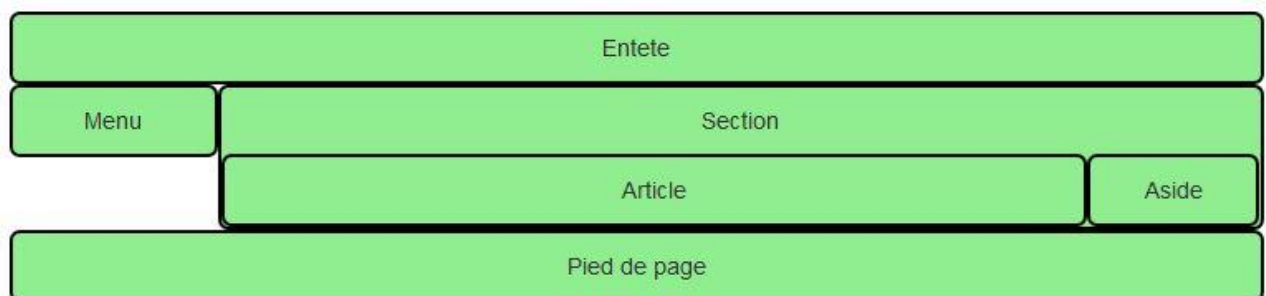 Entete
Menu
Section
Article
Aside
Pied de page